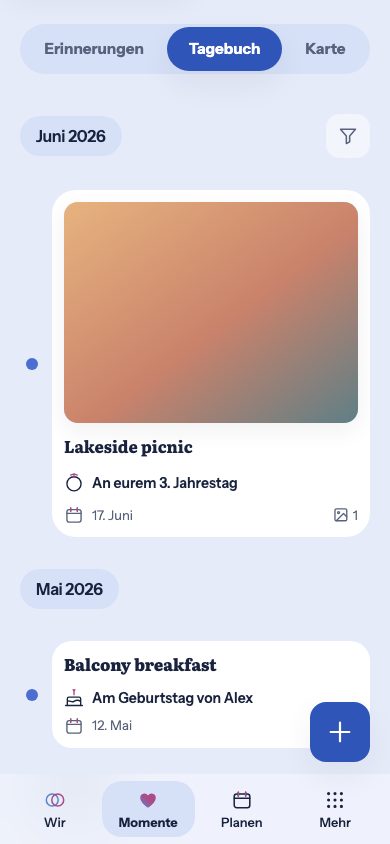 Erinnerungen Tagebuch Karte
Juni 2026
Lakeside picnic
An eurem 3. Jahrestag
17. Juni 1
Mai 2026
Balcony breakfast
Am Geburtstag von Alex
12. Mai
Wir Momente Planen Mehr